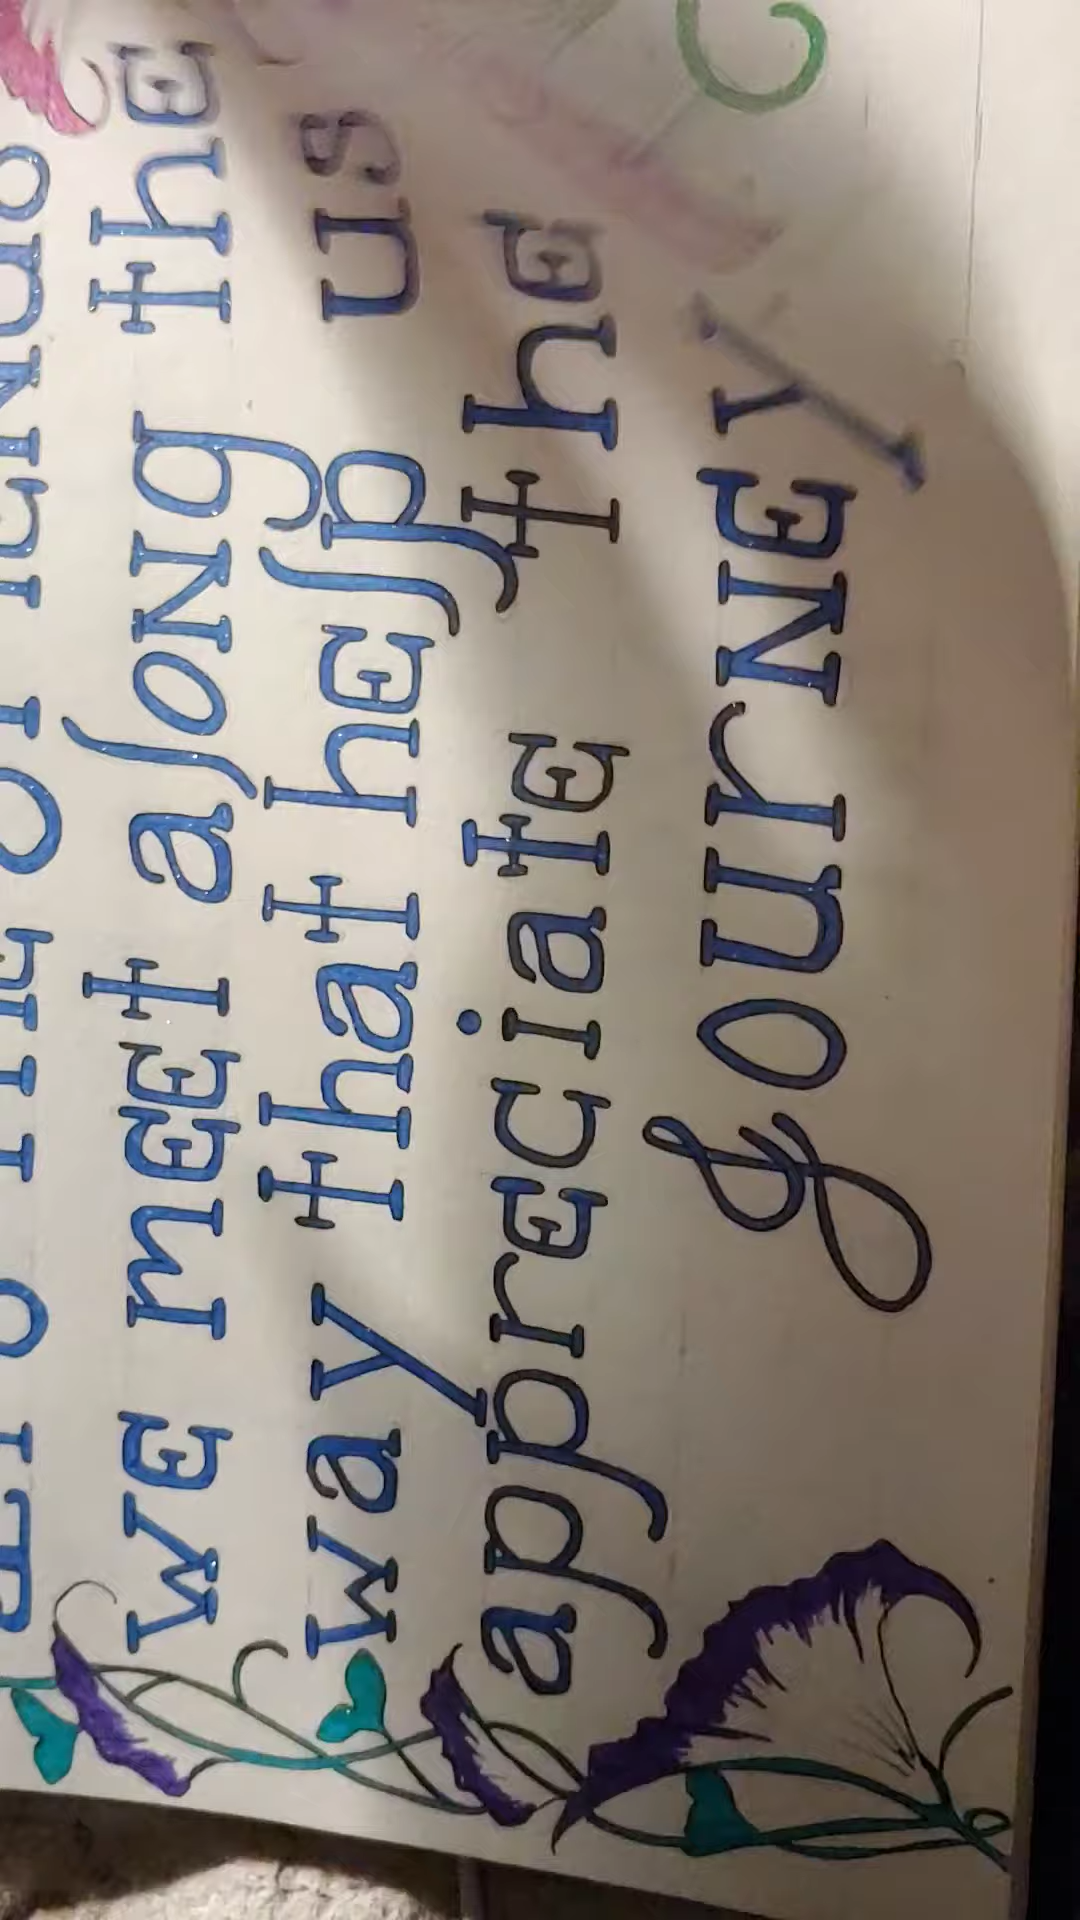 we meet along the
way that help us
appreciate the
journey